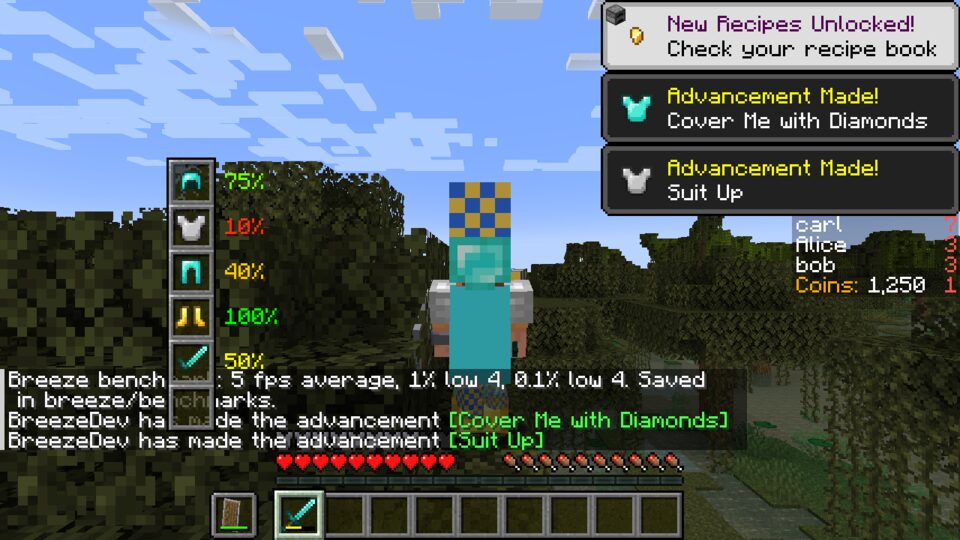 New Recipes Unlocked!
Check your recipe book
Advancement Made!
Cover Me with Diamonds
Advancement Made!
Suit Up
75%
10%
40%
100%
50%
carl 7
Alice 3
bob 3
Coins: 1,250 1
Breeze bench : 5 fps average, 1% low 4, 0.1% low 4. Saved
in breeze/benchmarks.
BreezeDev has made the advancement [Cover Me with Diamonds]
BreezeDev has made the advancement [Suit Up]